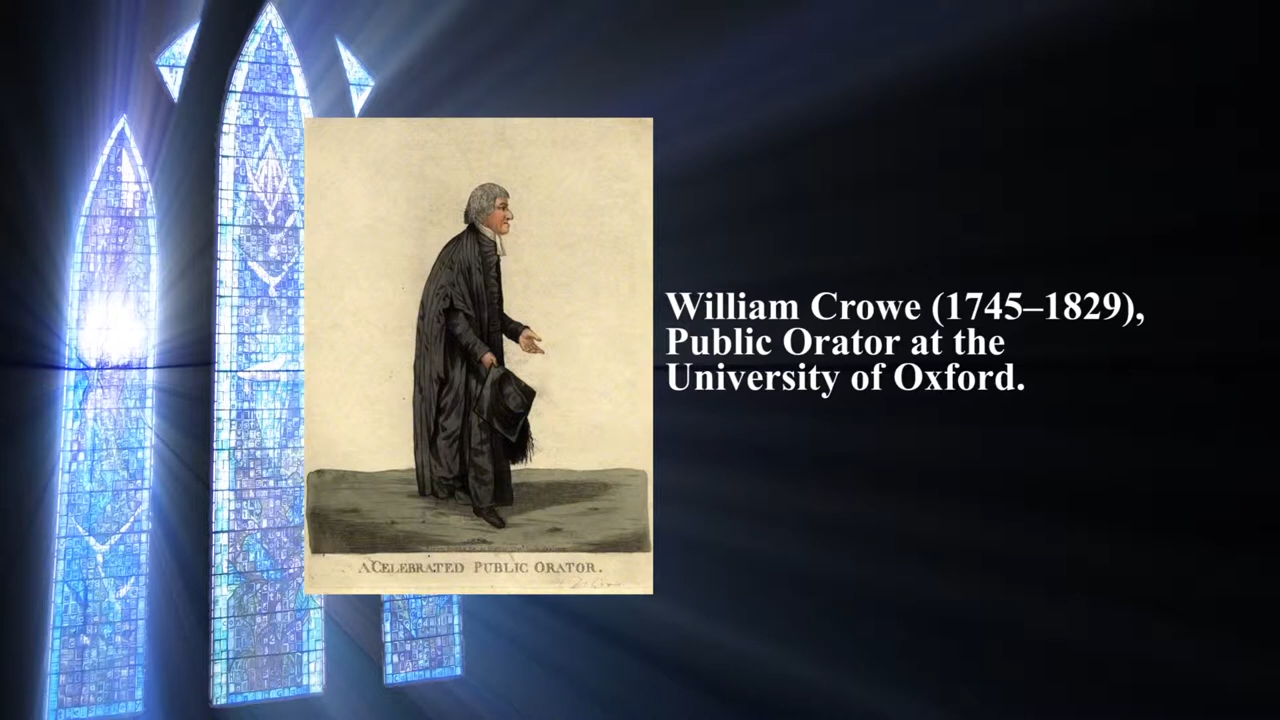 William Crowe (1745–1829),
Public Orator at the
University of Oxford.
A CELEBRATED PUBLIC ORATOR.